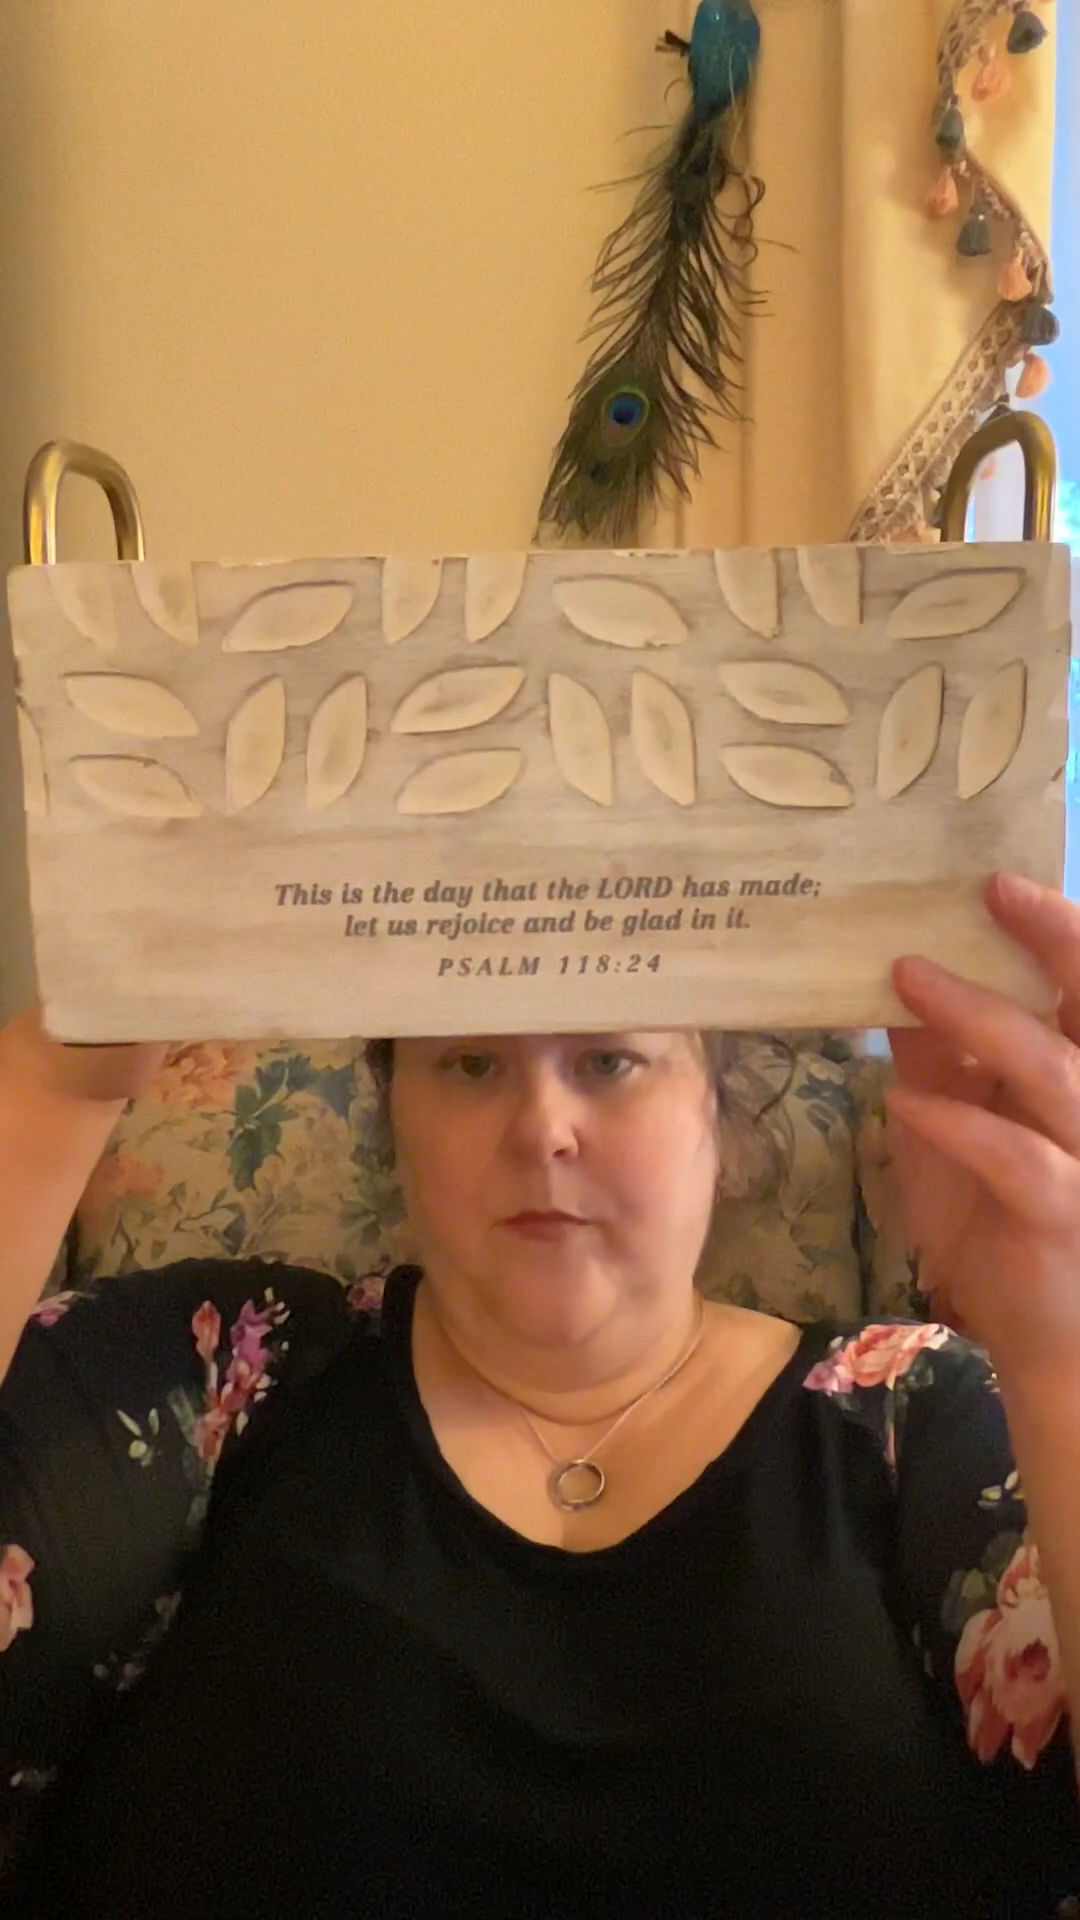 This is the day that the LORD has made;
let us rejoice and be glad in it.
PSALM 118:24